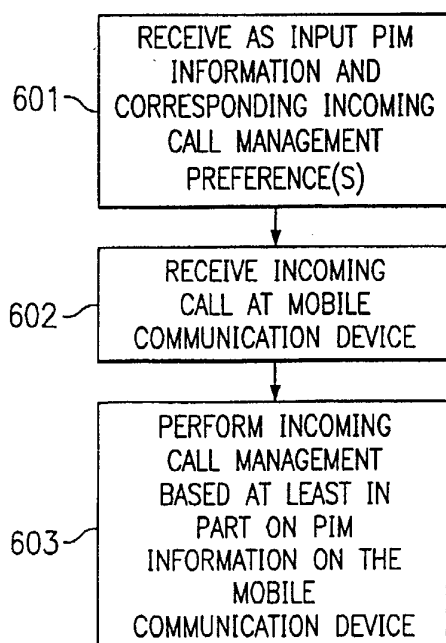 RECEIVE AS INPUT PIM
INFORMATION AND
CORRESPONDING INCOMING
CALL MANAGEMENT
PREFERENCE(S)
601
RECEIVE INCOMING
CALL AT MOBILE
COMMUNICATION DEVICE
602
PERFORM INCOMING
CALL MANAGEMENT
BASED AT LEAST IN
PART ON PIM
INFORMATION ON THE
MOBILE
COMMUNICATION DEVICE
603